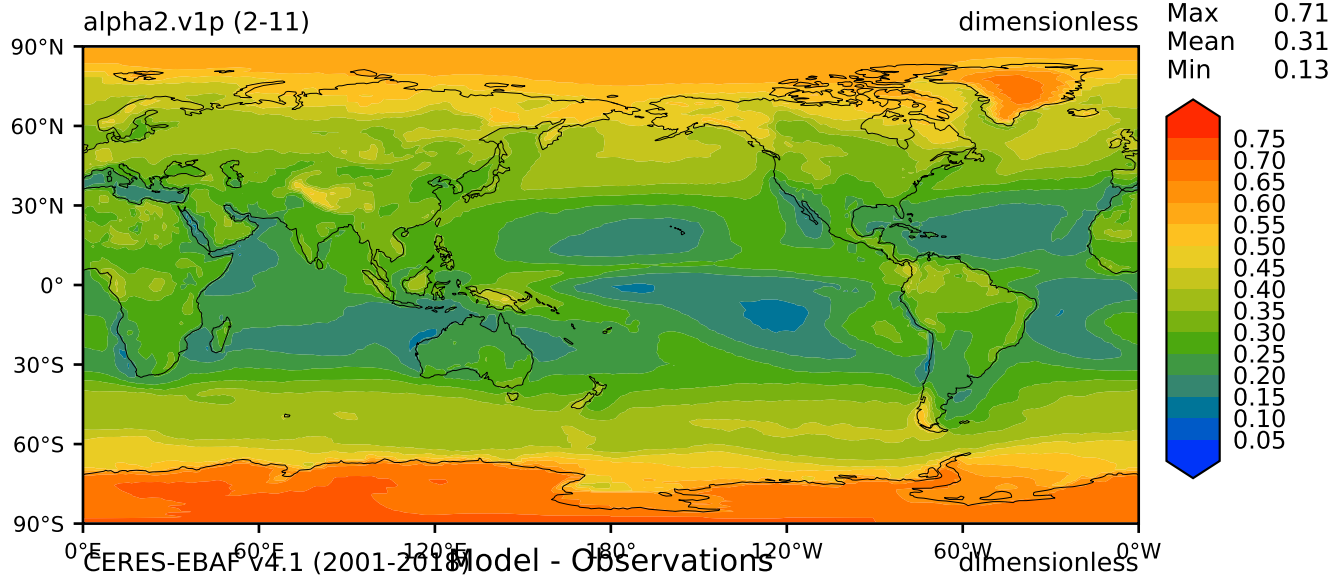 alpha2.v1p (2-11)
dimensionless
Max 0.71
Mean 0.31
Min 0.13
90°N
60°N
30°N
0°
30°S
60°S
90°S
0°E 60°E 120°E 180° 120°W 60°W 0°W
0.75
0.70
0.65
0.60
0.55
0.50
0.45
0.40
0.35
0.30
0.25
0.20
0.15
0.10
0.05
CERES-EBAF v4.1 (2001-2018)
Model - Observations
dimensionless